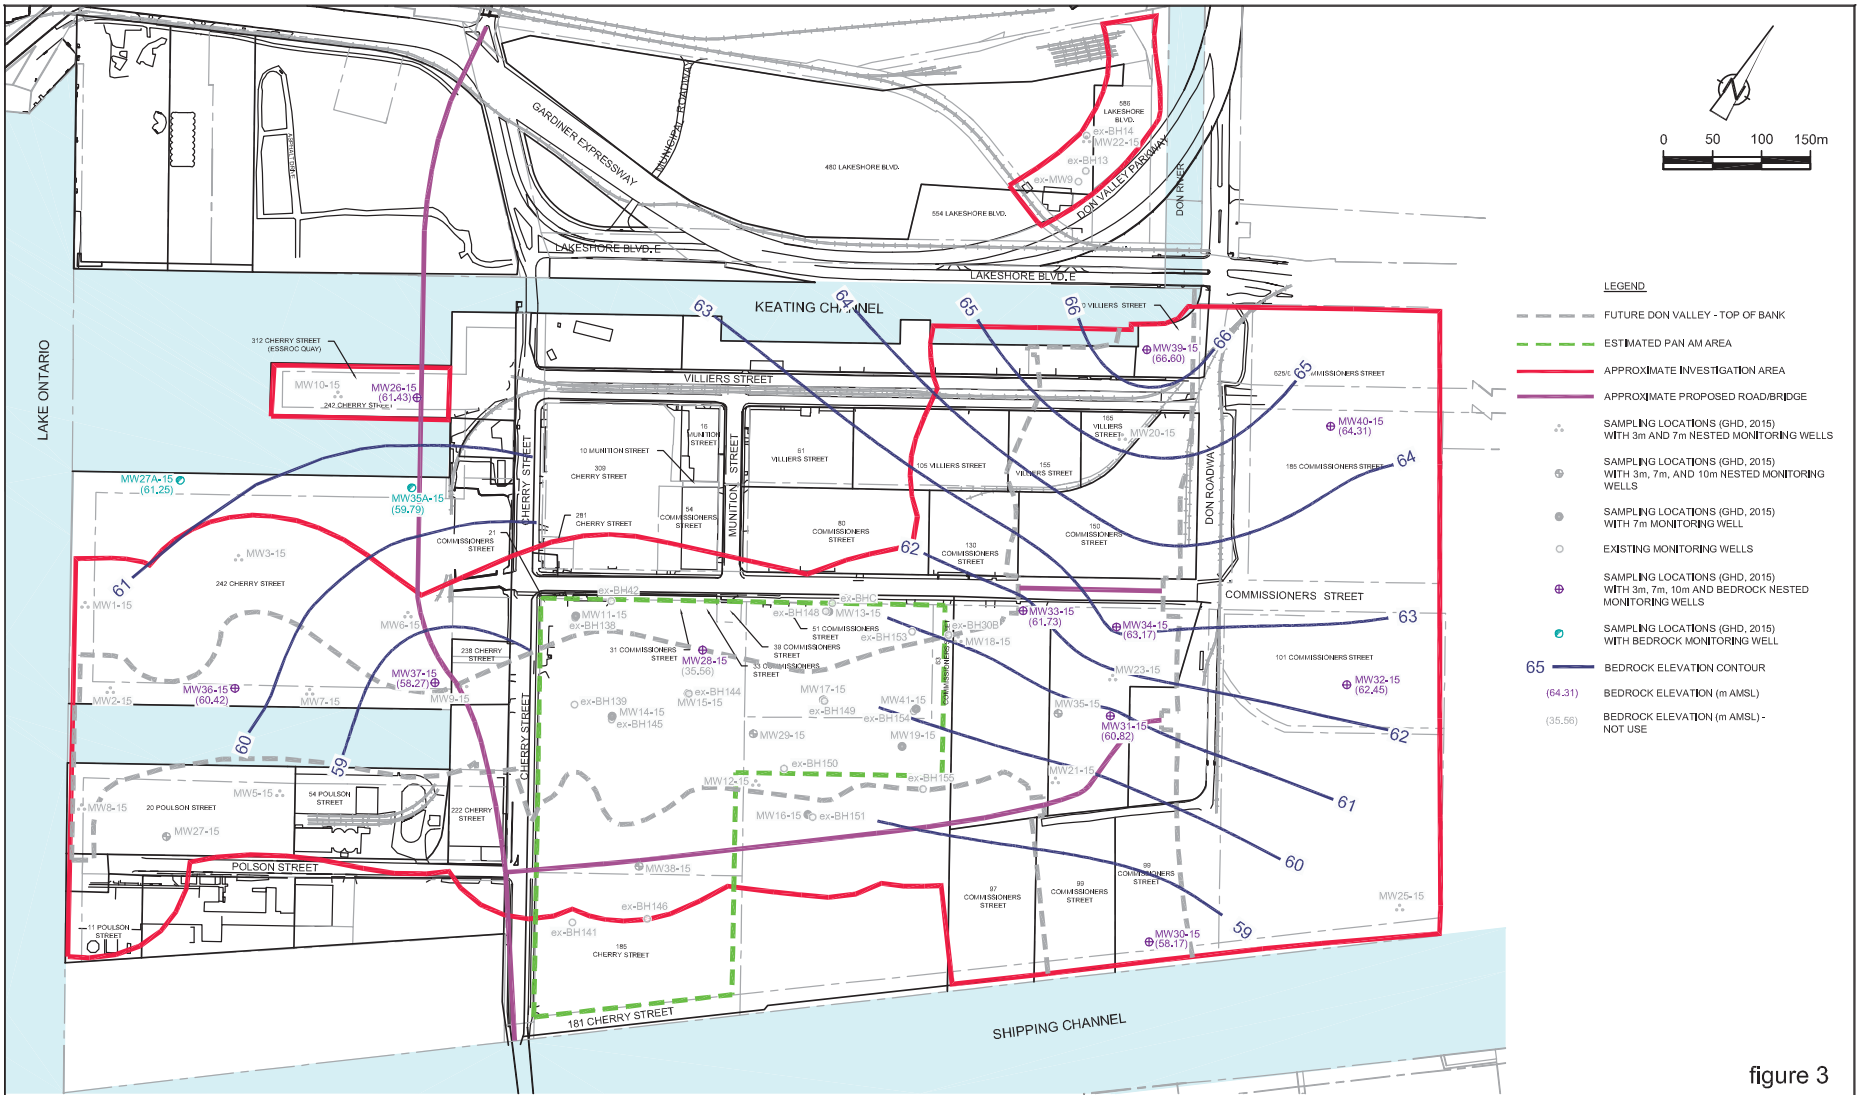 GARDINER EXPRESSWAY
MUNICIPAL ROADWAY
ASPHALT DRIVE
480 LAKESHORE BLVD.
554 LAKESHORE BLVD.
586
LAKESHORE
BLVD.
ex-BH14
MW22-15
ex-BH13
ex-MW9
DON VALLEY PARKWAY
DON RIVER
LAKESHORE BLVD. E
LAKESHORE BLVD. E
N
0 50 100 150m
LAKE ONTARIO
KEATING CHANNEL
63
64
65
66
66
65
64
63
62
61
60
59
62
61
60
59
312 CHERRY STREET
(ESSROC QUAY)
MW10-15
MW26-15
(61.43)
242 CHERRY STREET
VILLIERS STREET
VILLIERS STREET
MW39-15
(66.60)
COMMISSIONERS STREET
MW40-15
(64.31)
185 COMMISSIONERS STREET
16
MUNITION
STREET
10 MUNITION STREET
309
CHERRY STREET
61
VILLIERS STREET
105 VILLIERS STREET
155
VILLIERS STREET
165
VILLIERS
STREET
MW20-15
MUNITION STREET
CHERRY STREET
DON ROADWAY
MW27A-15
(61.25)
MW35A-15
(59.79)
281
CHERRY STREET
54
COMMISSIONERS
STREET
21
COMMISSIONERS
STREET
80
COMMISSIONERS
STREET
130
COMMISSIONERS
STREET
150
COMMISSIONERS
STREET
MW3-15
242 CHERRY STREET
MW1-15
MW6-15
COMMISSIONERS STREET
ex-BH42
MW11-15
ex-BH138
ex-BHC
ex-BH148
MW13-15
51 COMMISSIONERS
STREET
ex-BH153
ex-BH30B
MW18-15
MW33-15
(61.73)
MW34-15
(63.17)
238 CHERRY
STREET
31 COMMISSIONERS
STREET
39 COMMISSIONERS
STREET
33 COMMISSIONERS
STREET
63
COMMISSIONERS STREET
MW28-15
(35.56)
101 COMMISSIONERS STREET
MW23-15
MW32-15
(62.45)
MW37-15
(58.27)
MW36-15
(60.42)
MW2-15
MW7-15
MW9-15
ex-BH139
MW14-15
ex-BH145
ex-BH144
MW15-15
MW17-15
ex-BH149
MW41-15
ex-BH154
MW35-15
MW31-15
(60.82)
MW29-15
MW19-15
CHERRY STREET
ex-BH150
MW12-15
ex-BH155
MW21-15
MW8-15
20 POULSON STREET
MW5-15
54 POULSON
STREET
222 CHERRY
STREET
MW27-15
MW16-15
ex-BH151
POLSON STREET
MW38-15
97
COMMISSIONERS
STREET
99
COMMISSIONERS
STREET
99
COMMISSIONERS
STREET
MW25-15
11 POULSON
STREET
ex-BH146
ex-BH141
185
CHERRY STREET
MW30-15
(58.17)
181 CHERRY STREET
SHIPPING CHANNEL
LEGEND
FUTURE DON VALLEY - TOP OF BANK
ESTIMATED PAN AM AREA
APPROXIMATE INVESTIGATION AREA
APPROXIMATE PROPOSED ROAD/BRIDGE
SAMPLING LOCATIONS (GHD, 2015)
WITH 3m AND 7m NESTED MONITORING WELLS
SAMPLING LOCATIONS (GHD, 2015)
WITH 3m, 7m, AND 10m NESTED MONITORING
WELLS
SAMPLING LOCATIONS (GHD, 2015)
WITH 7m MONITORING WELL
EXISTING MONITORING WELLS
SAMPLING LOCATIONS (GHD, 2015)
WITH 3m, 7m, 10m AND BEDROCK NESTED
MONITORING WELLS
SAMPLING LOCATIONS (GHD, 2015)
WITH BEDROCK MONITORING WELL
65 BEDROCK ELEVATION CONTOUR
(64.31) BEDROCK ELEVATION (m AMSL)
(35.56) BEDROCK ELEVATION (m AMSL) -
NOT USE
figure 3